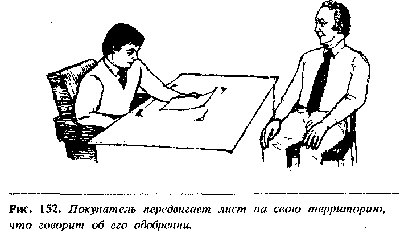 Рис. 152. Покупатель передвигает лист на свою территорию,
что говорит об его одобрении.